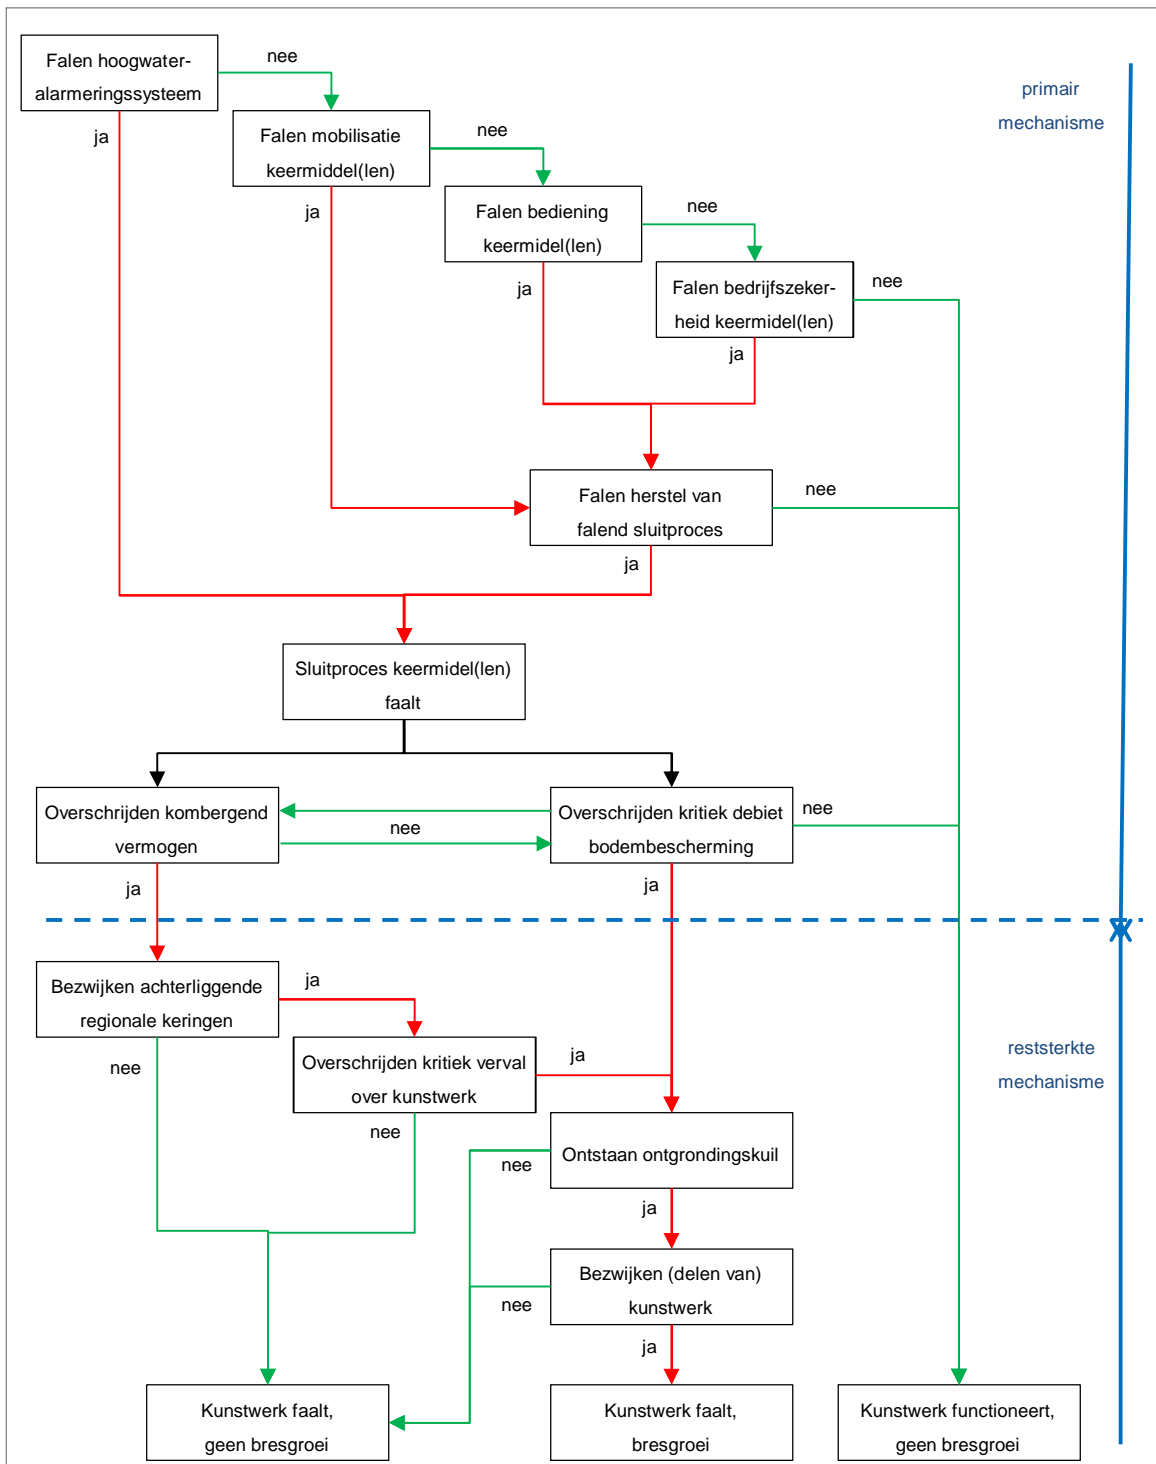 Falen hoogwater-
alarmeringssysteem
nee
ja
primair
mechanisme
Falen mobilisatie
keermiddel(len)
nee
ja
Falen bediening
keermidel(len)
nee
ja
Falen bedrijfszeker-
heid keermidel(len)
nee
ja
Falen herstel van
falend sluitproces
nee
ja
Sluitproces keermidel(len)
faalt
Overschrijden kombergend
vermogen
nee
ja
Overschrijden kritiek debiet
bodembescherming
nee
ja
Bezwijken achterliggende
regionale keringen
ja
nee
Overschrijden kritiek verval
over kunstwerk
ja
nee
reststerkte
mechanisme
Ontstaan ontgrondingskuil
nee
ja
Bezwijken (delen van)
kunstwerk
nee
ja
Kunstwerk faalt,
geen bresgroei
Kunstwerk faalt,
bresgroei
Kunstwerk functioneert,
geen bresgroei